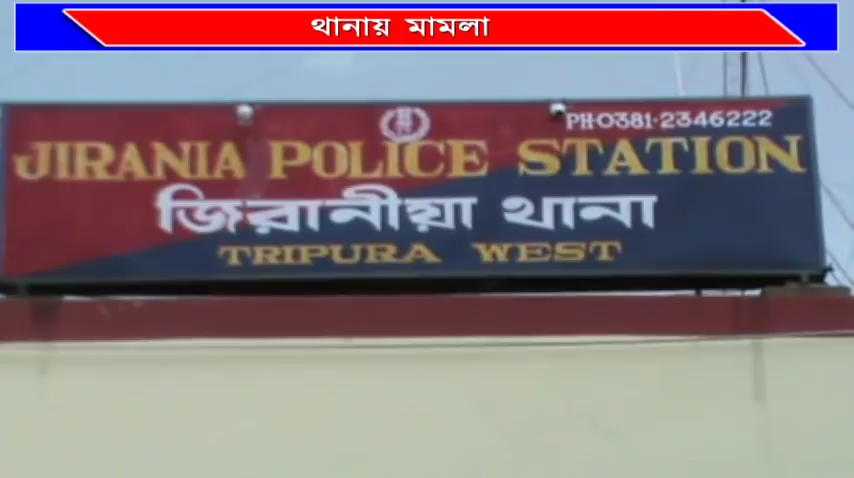 থানায় মামলা
PH-0381-2346222
JIRANIA POLICE STATION
জিরানীয়া থানা
TRIPURA WEST